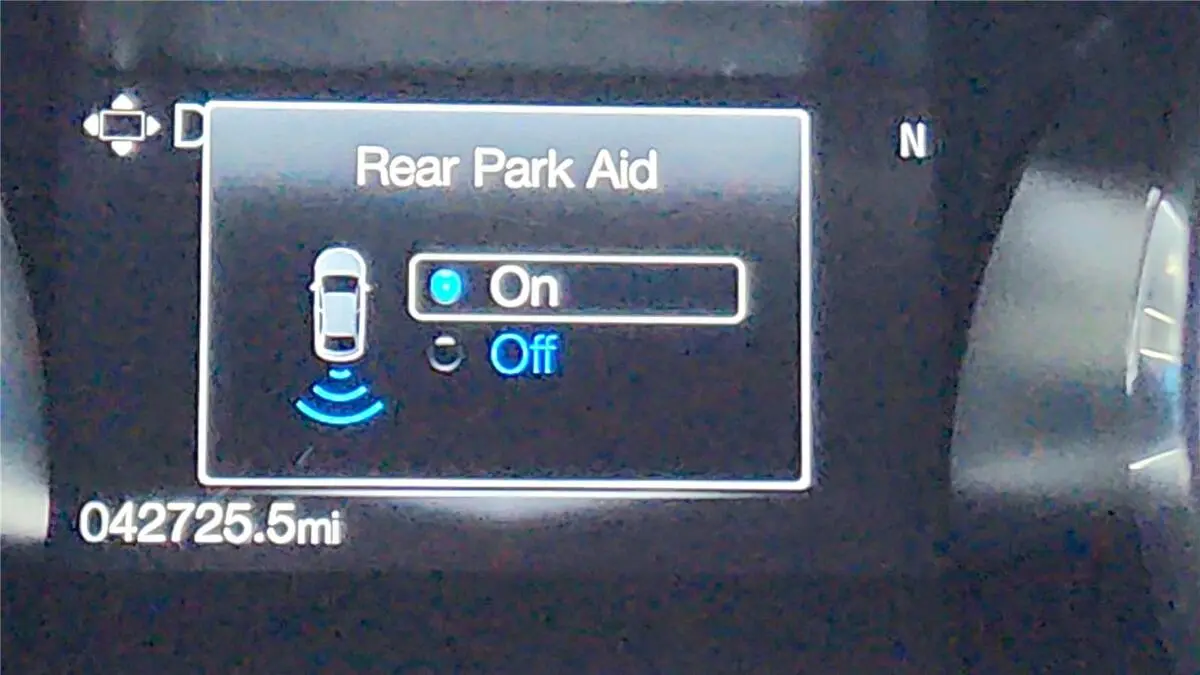 D
N
Rear Park Aid
On
Off
042725.5mi